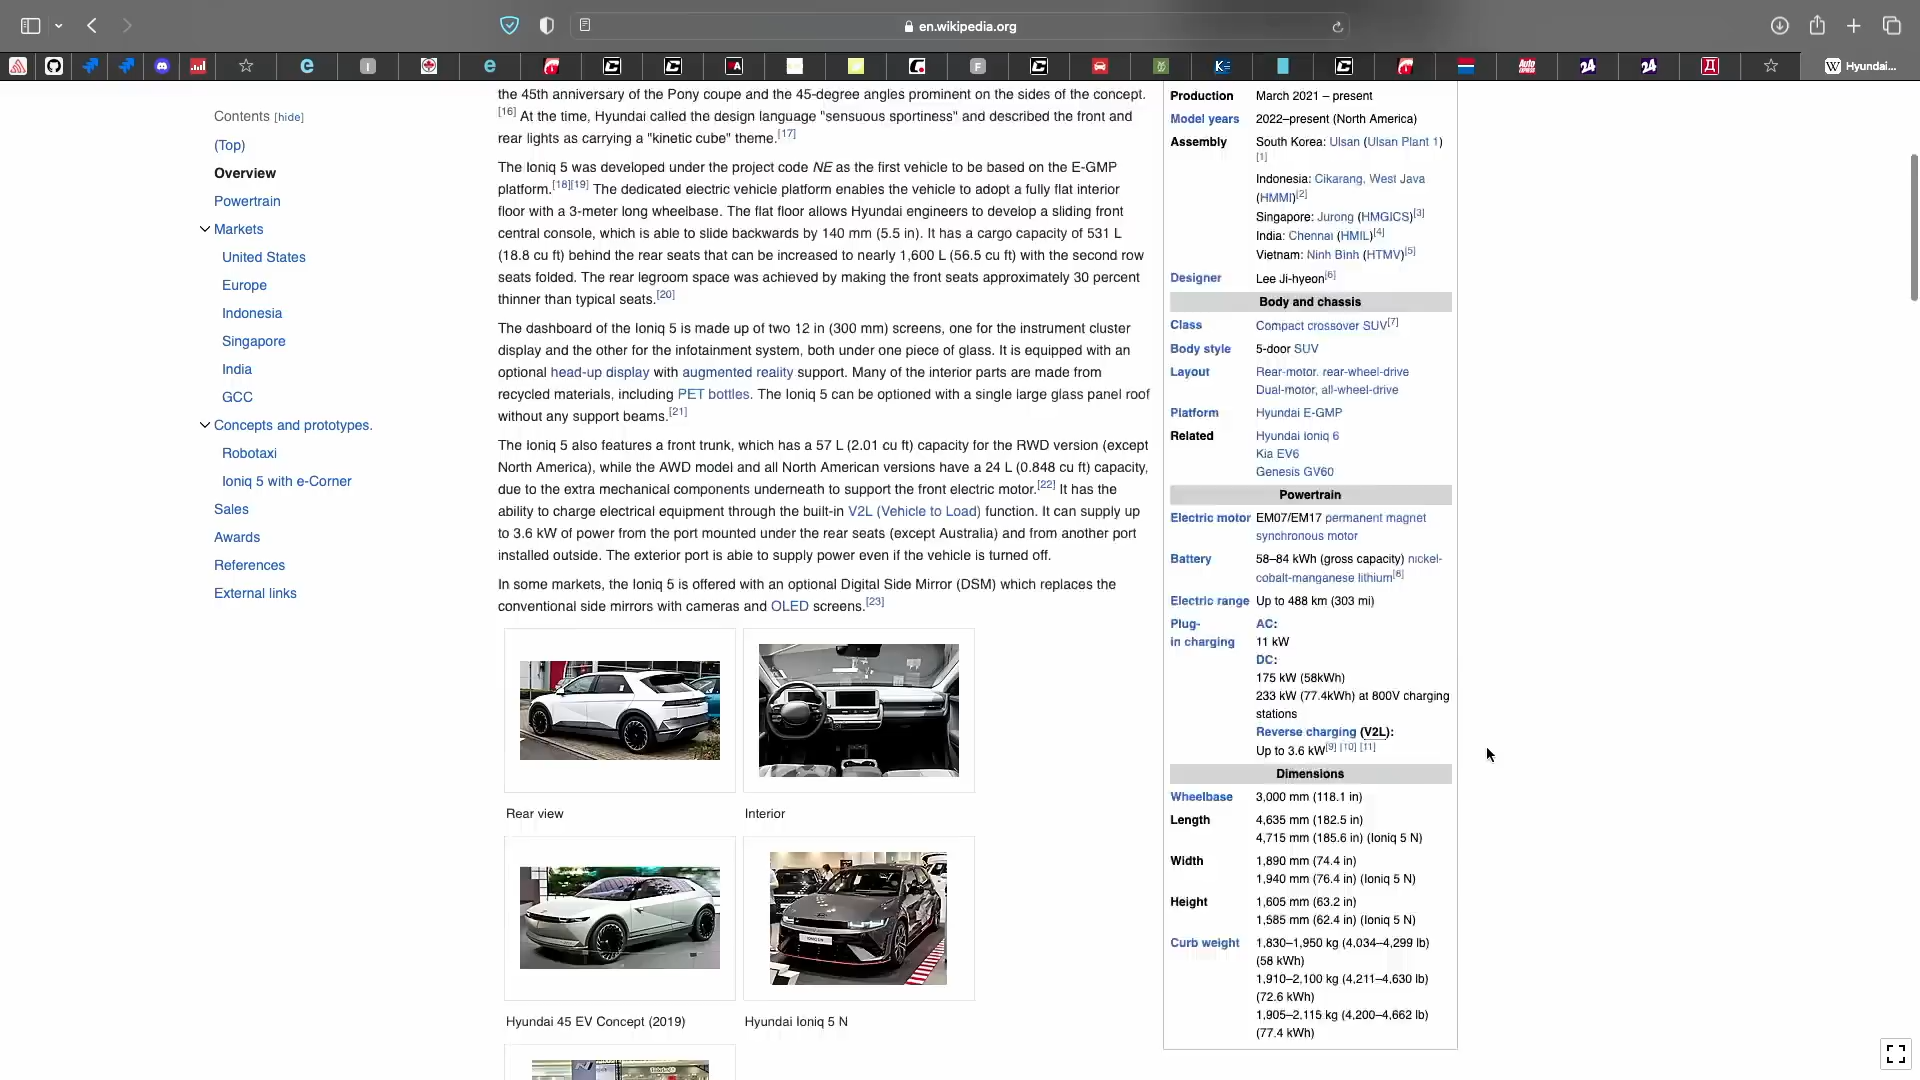 en.wikipedia.org
Hyundai...
Contents [hide]
(Top)
Overview
Powertrain
Markets
United States
Europe
Indonesia
Singapore
India
GCC
Concepts and prototypes.
Robotaxi
Ioniq 5 with e-Corner
Sales
Awards
References
External links
the 45th anniversary of the Pony coupe and the 45-degree angles prominent on the sides of the concept.
[16] At the time, Hyundai called the design language "sensuous sportiness" and described the front and
rear lights as carrying a "kinetic cube" theme.[17]
The Ioniq 5 was developed under the project code NE as the first vehicle to be based on the E-GMP
platform.[18][19] The dedicated electric vehicle platform enables the vehicle to adopt a fully flat interior
floor with a 3-meter long wheelbase. The flat floor allows Hyundai engineers to develop a sliding front
central console, which is able to slide backwards by 140 mm (5.5 in). It has a cargo capacity of 531 L
(18.8 cu ft) behind the rear seats that can be increased to nearly 1,600 L (56.5 cu ft) with the second row
seats folded. The rear legroom space was achieved by making the front seats approximately 30 percent
thinner than typical seats.[20]
The dashboard of the Ioniq 5 is made up of two 12 in (300 mm) screens, one for the instrument cluster
display and the other for the infotainment system, both under one piece of glass. It is equipped with an
optional head-up display with augmented reality support. Many of the interior parts are made from
recycled materials, including PET bottles. The Ioniq 5 can be optioned with a single large glass panel roof
without any support beams.[21]
The Ioniq 5 also features a front trunk, which has a 57 L (2.01 cu ft) capacity for the RWD version (except
North America), while the AWD model and all North American versions have a 24 L (0.848 cu ft) capacity,
due to the extra mechanical components underneath to support the front electric motor.[22] It has the
ability to charge electrical equipment through the built-in V2L (Vehicle to Load) function. It can supply up
to 3.6 kW of power from the port mounted under the rear seats (except Australia) and from another port
installed outside. The exterior port is able to supply power even if the vehicle is turned off.
In some markets, the Ioniq 5 is offered with an optional Digital Side Mirror (DSM) which replaces the
conventional side mirrors with cameras and OLED screens.[23]
Rear view
Interior
Hyundai 45 EV Concept (2019)
Hyundai Ioniq 5 N
Production March 2021 – present
Model years 2022–present (North America)
Assembly South Korea: Ulsan (Ulsan Plant 1)
[1]
Indonesia: Cikarang, West Java
(HMMI)[2]
Singapore: Jurong (HMGICS)[3]
India: Chennai (HMIL)[4]
Vietnam: Ninh Bình (HTMV)[5]
Designer Lee Ji-hyeon[6]
Body and chassis
Class Compact crossover SUV[7]
Body style 5-door SUV
Layout Rear-motor, rear-wheel-drive
Dual-motor, all-wheel-drive
Platform Hyundai E-GMP
Related Hyundai Ioniq 6
Kia EV6
Genesis GV60
Powertrain
Electric motor EM07/EM17 permanent magnet
synchronous motor
Battery 58–84 kWh (gross capacity) nickel-
cobalt-manganese lithium[8]
Electric range Up to 488 km (303 mi)
Plug- AC:
in charging 11 kW
DC:
175 kW (58kWh)
233 kW (77.4kWh) at 800V charging
stations
Reverse charging (V2L):
Up to 3.6 kW[9] [10] [11]
Dimensions
Wheelbase 3,000 mm (118.1 in)
Length 4,635 mm (182.5 in)
4,715 mm (185.6 in) (Ioniq 5 N)
Width 1,890 mm (74.4 in)
1,940 mm (76.4 in) (Ioniq 5 N)
Height 1,605 mm (63.2 in)
1,585 mm (62.4 in) (Ioniq 5 N)
Curb weight 1,830–1,950 kg (4,034–4,299 lb)
(58 kWh)
1,910–2,100 kg (4,211–4,630 lb)
(72.6 kWh)
1,905–2,115 kg (4,200–4,662 lb)
(77.4 kWh)